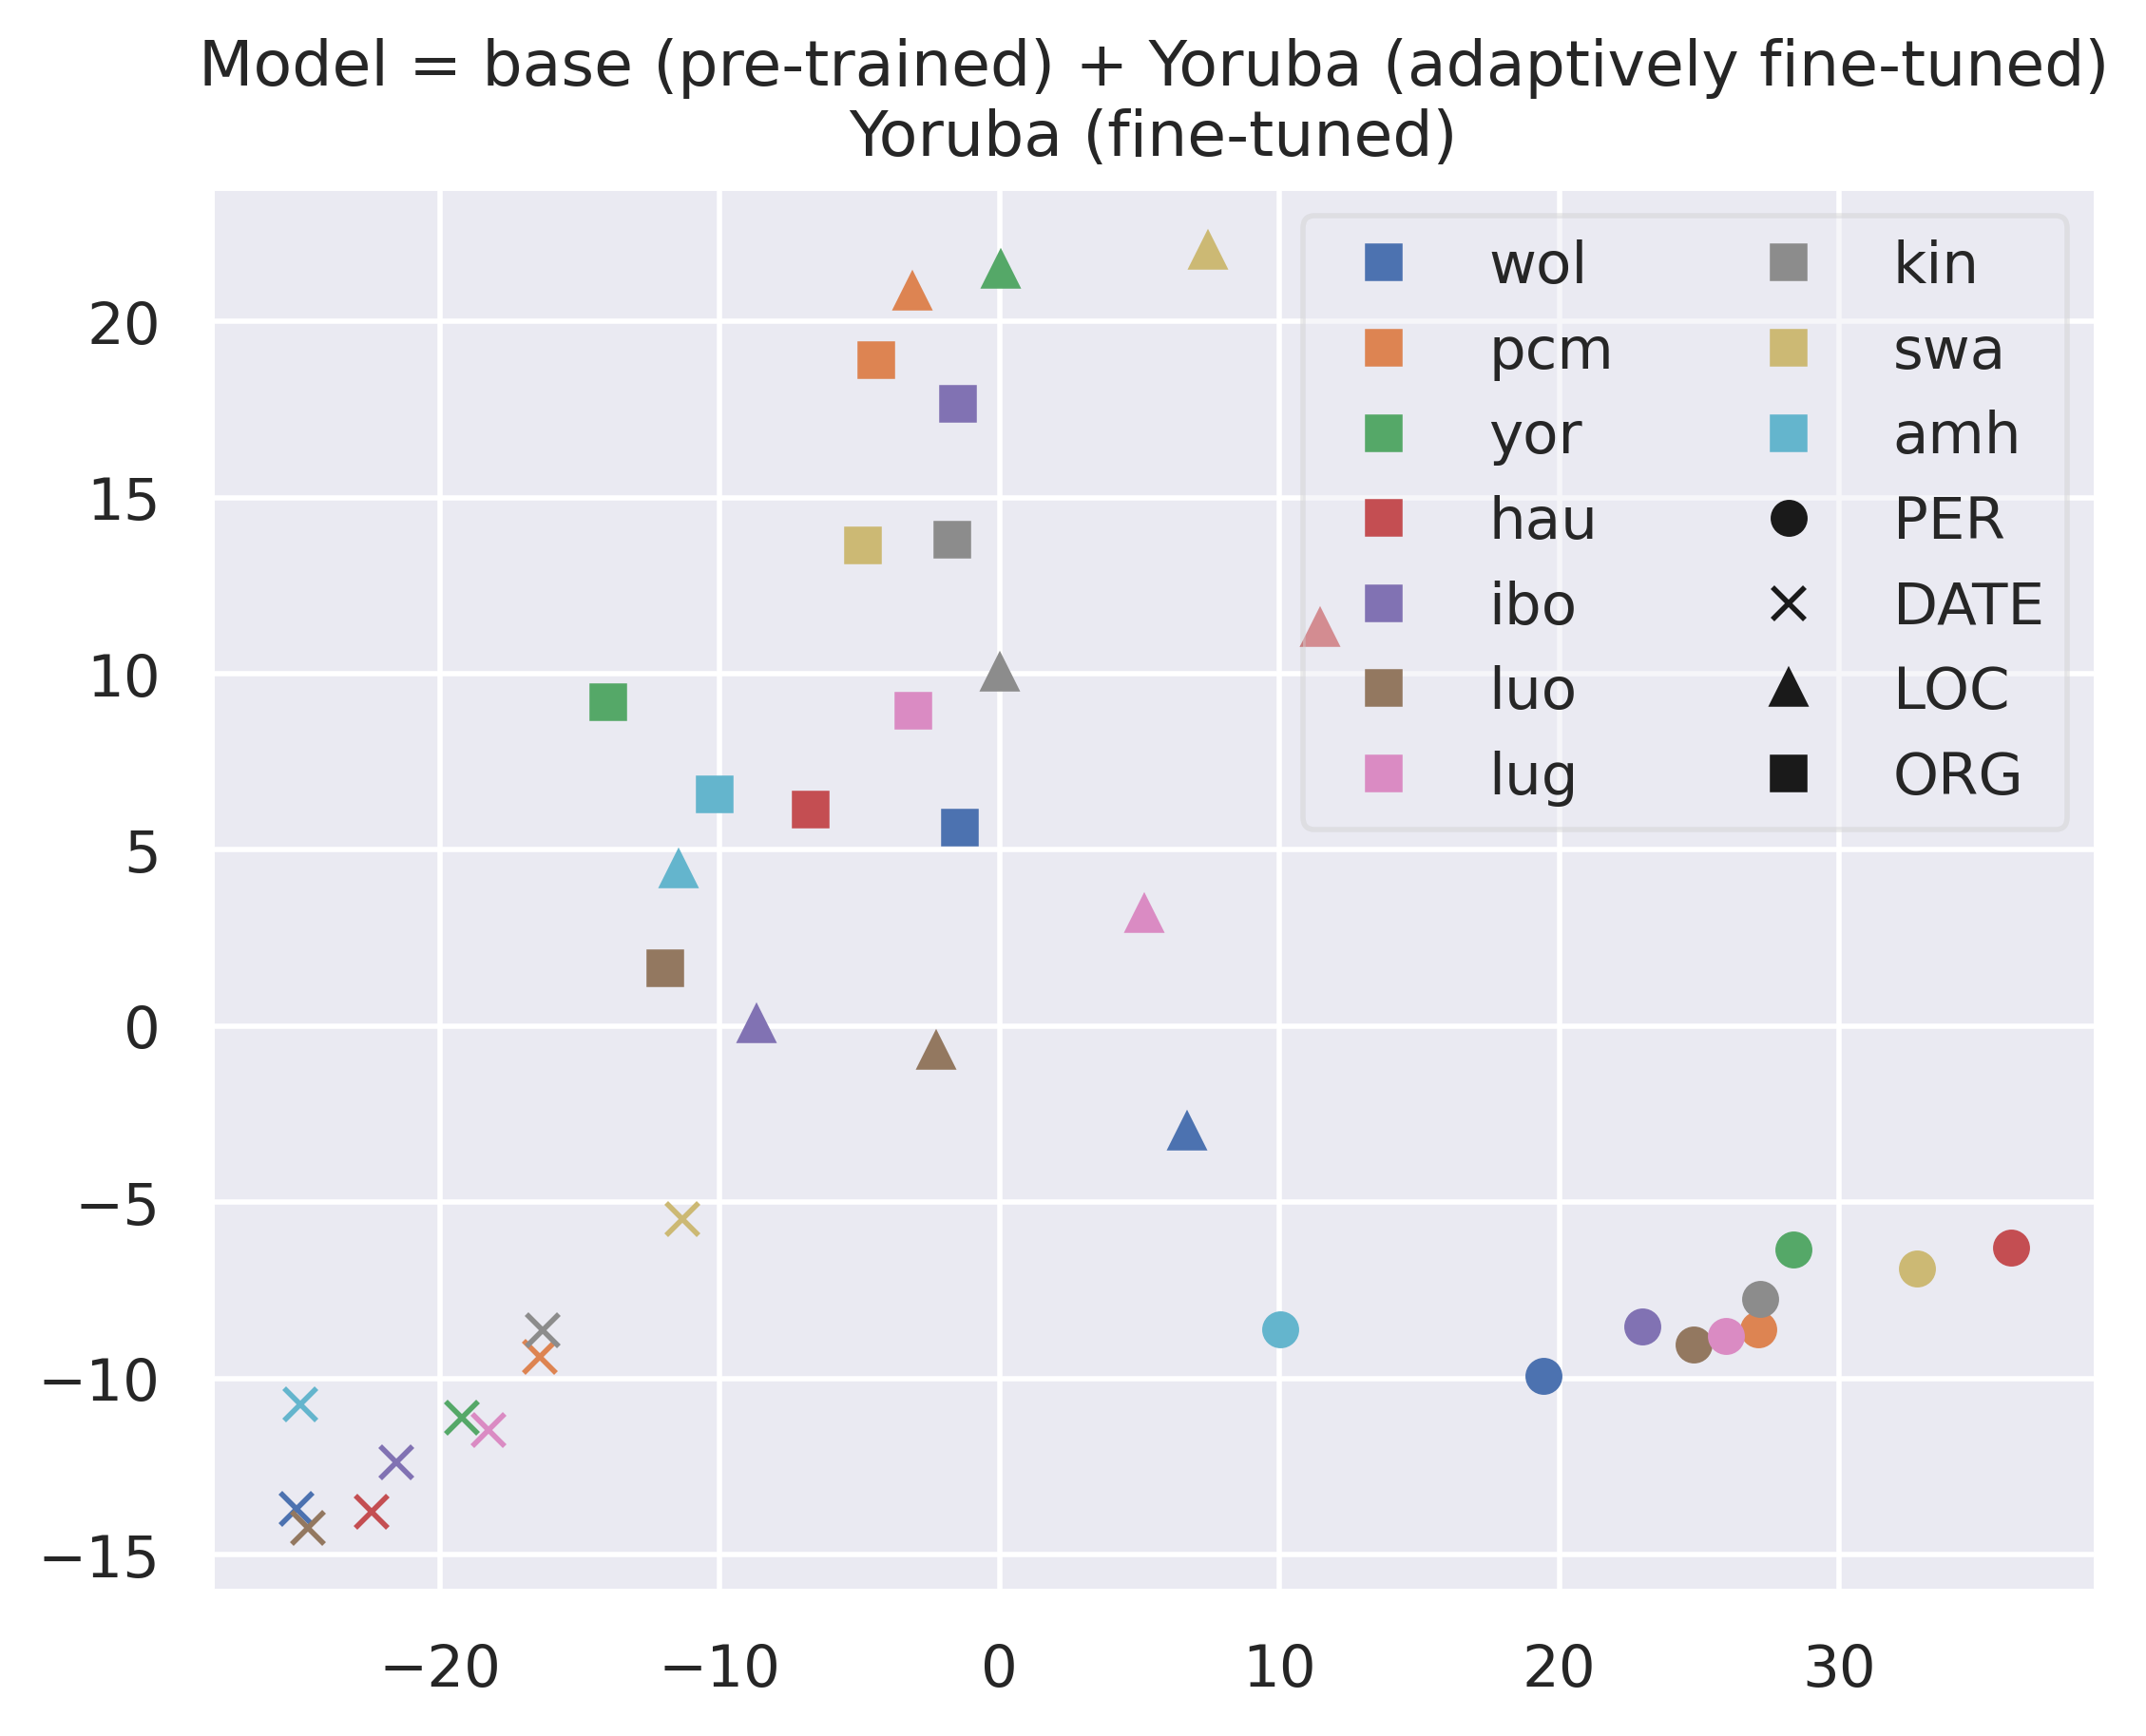 Model = base (pre-trained) + Yoruba (adaptively fine-tuned)
Yoruba (fine-tuned)
wol
pcm
yor
hau
ibo
luo
lug
kin
swa
amh
PER
DATE
LOC
ORG
20
15
10
5
0
−5
−10
−15
−20
−10
0
10
20
30